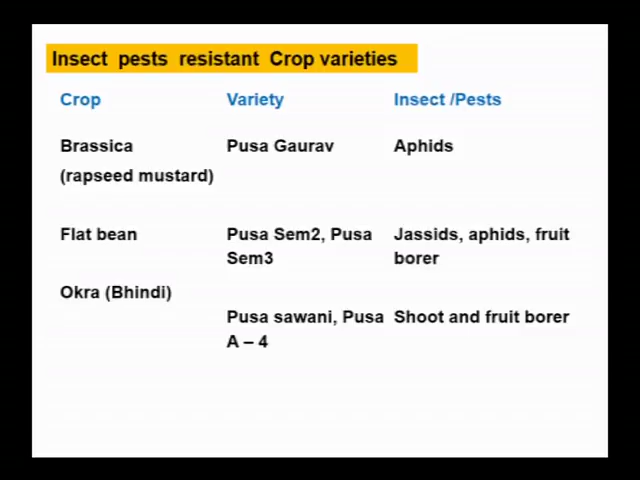 Insect pests resistant Crop varieties
Crop Variety Insect /Pests
Brassica Pusa Gaurav Aphids
(rapseed mustard)
Flat bean Pusa Sem2, Pusa Jassids, aphids, fruit
Sem3 borer
Okra (Bhindi)
Pusa sawani, Pusa Shoot and fruit borer
A – 4